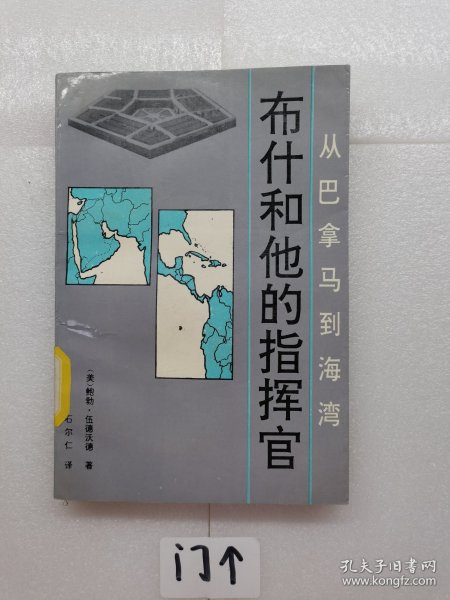 布什和他的指挥官
从巴拿马到海湾
(美)鲍勃·伍德沃德 著
石尔仁 译
门↑
孔夫子旧书网
www.kongfz.com